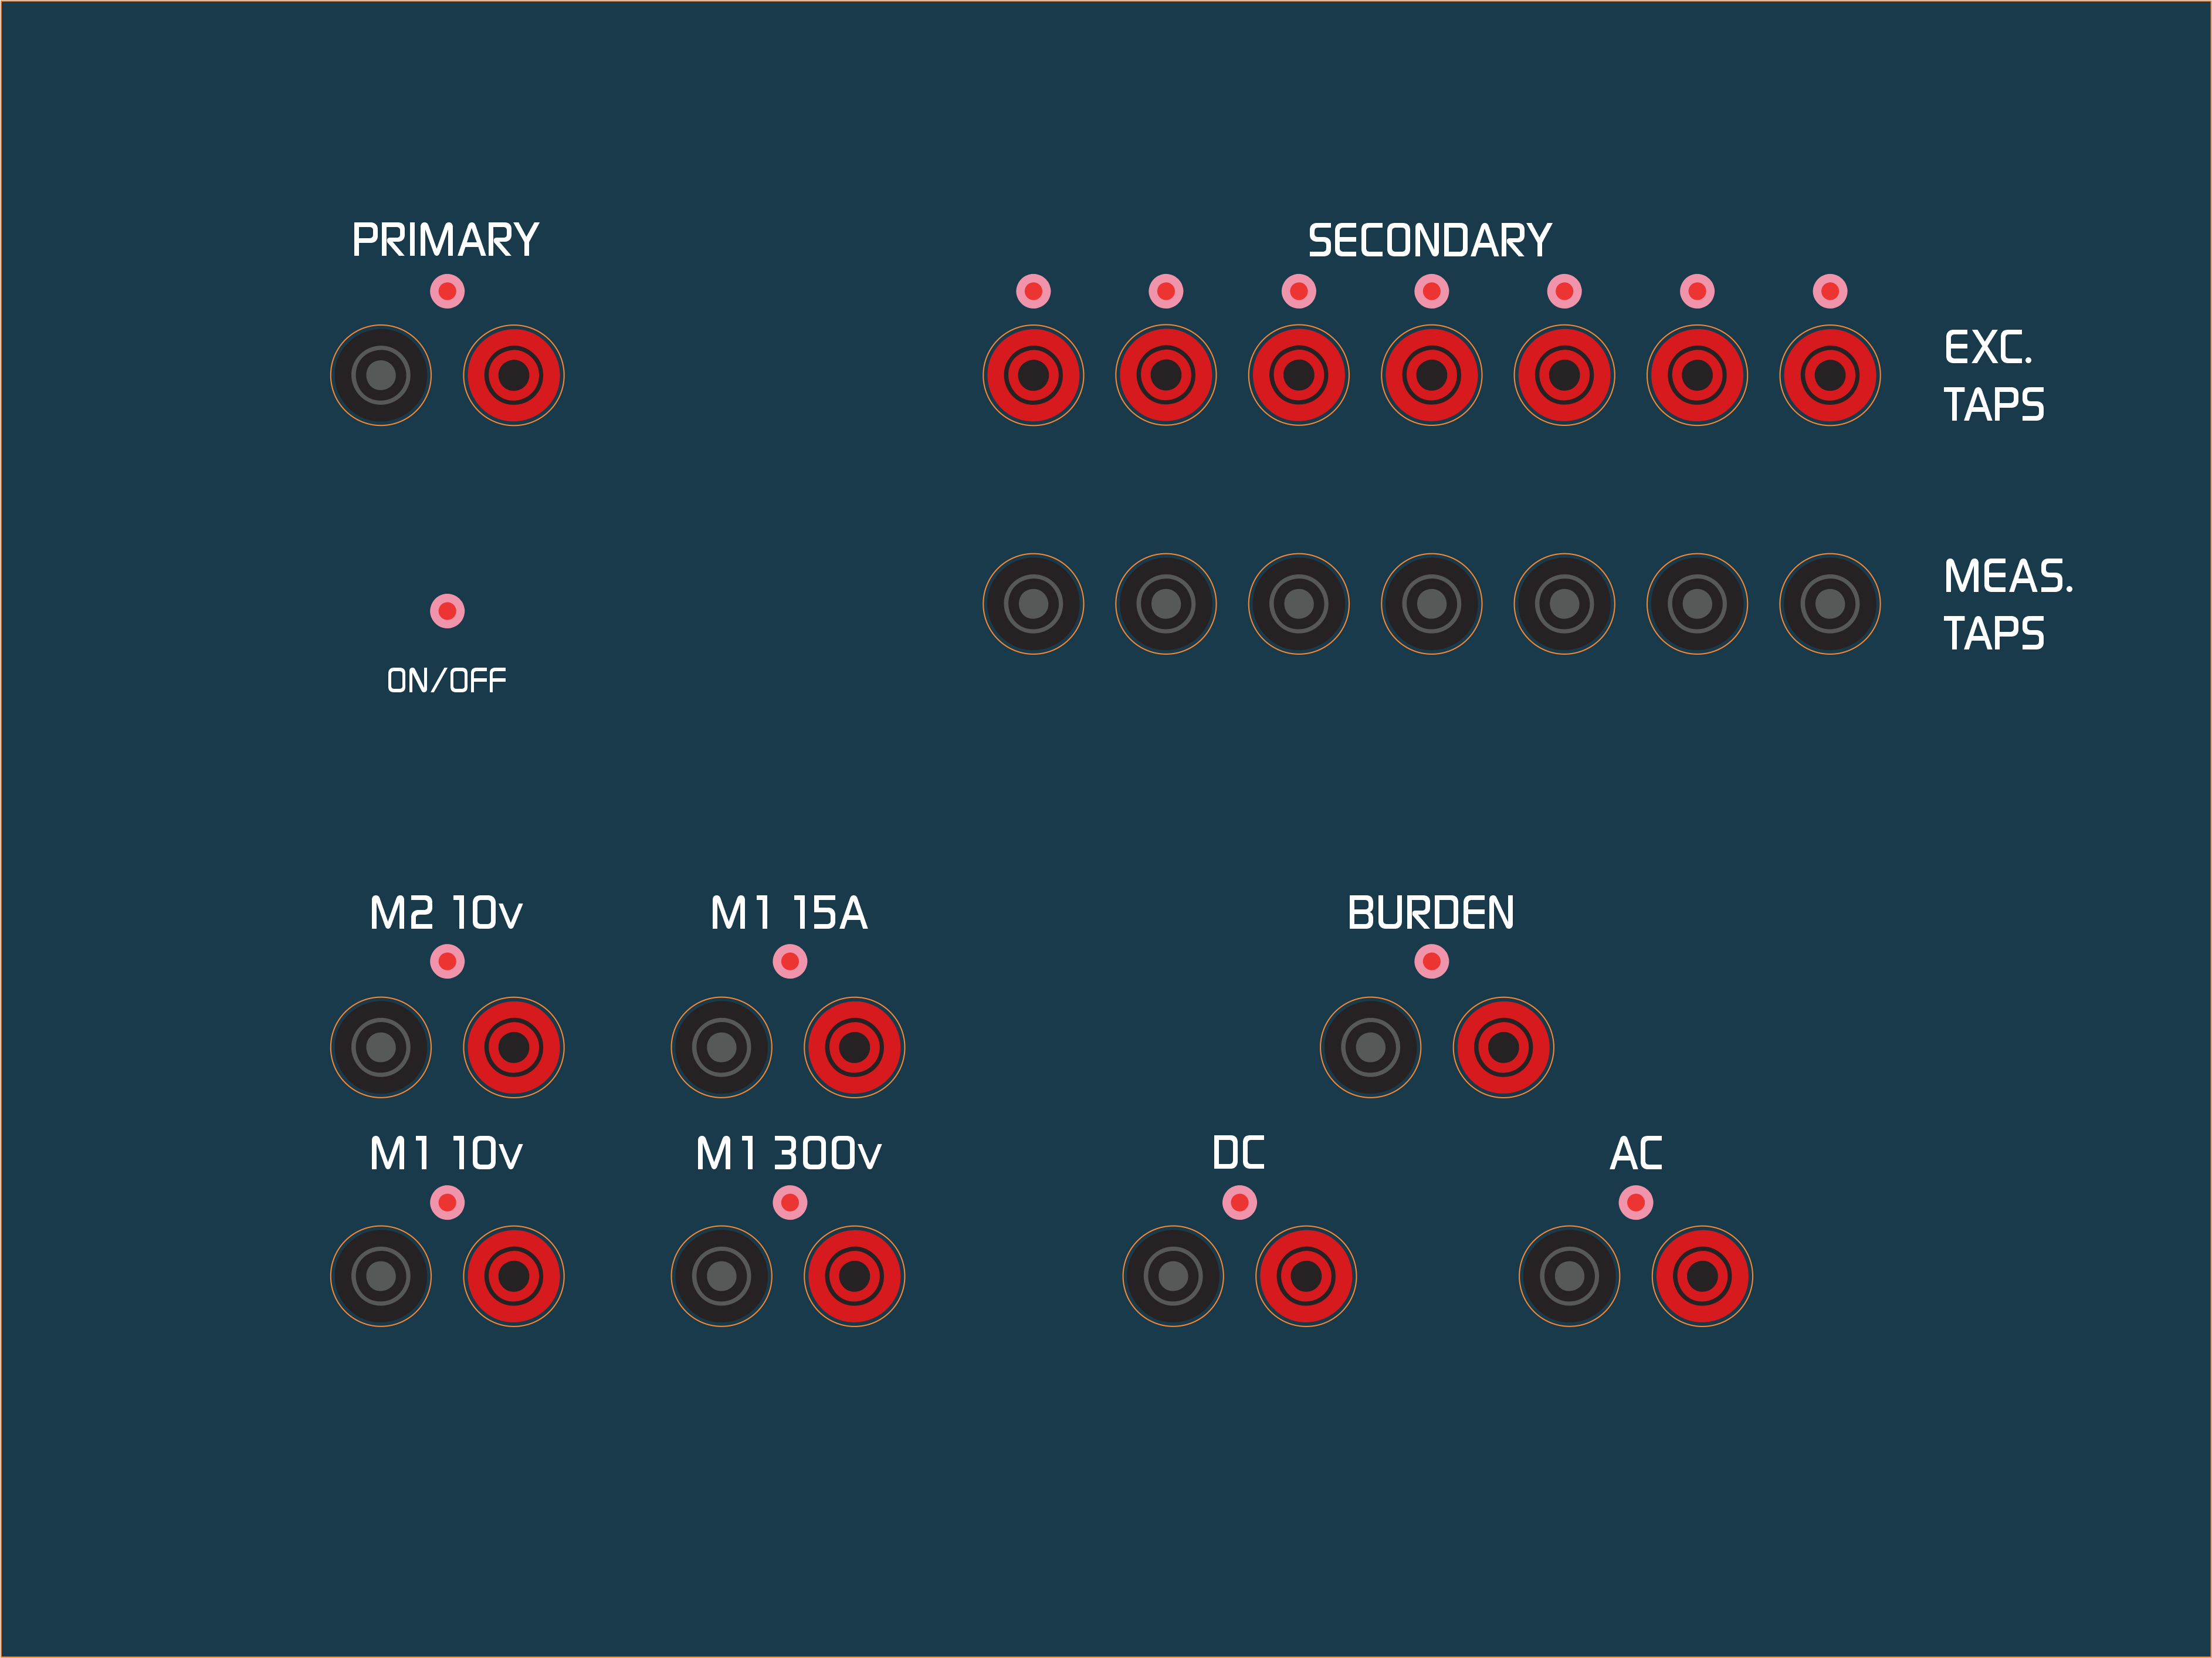 PRIMARY
SECONDARY
EXC.
TAPS
MEAS.
TAPS
ON/OFF
M2 10v
M1 15A
BURDEN
M1 10v
M1 300v
DC
AC